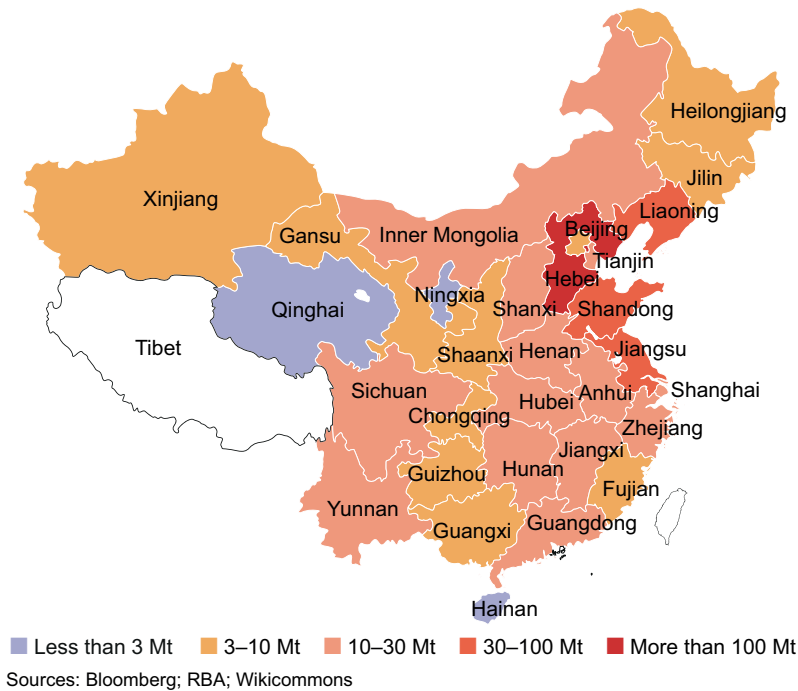 Heilongjiang
Jilin
Liaoning
Xinjiang
Gansu
Inner Mongolia
Beijing
Tianjin
Hebei
Qinghai
Ningxia
Shanxi
Shandong
Tibet
Shaanxi
Henan
Jiangsu
Sichuan
Chongqing
Hubei
Anhui
Shanghai
Zhejiang
Guizhou
Hunan
Jiangxi
Fujian
Yunnan
Guangxi
Guangdong
Hainan
Less than 3 Mt 3–10 Mt 10–30 Mt 30–100 Mt More than 100 Mt
Sources: Bloomberg; RBA; Wikicommons